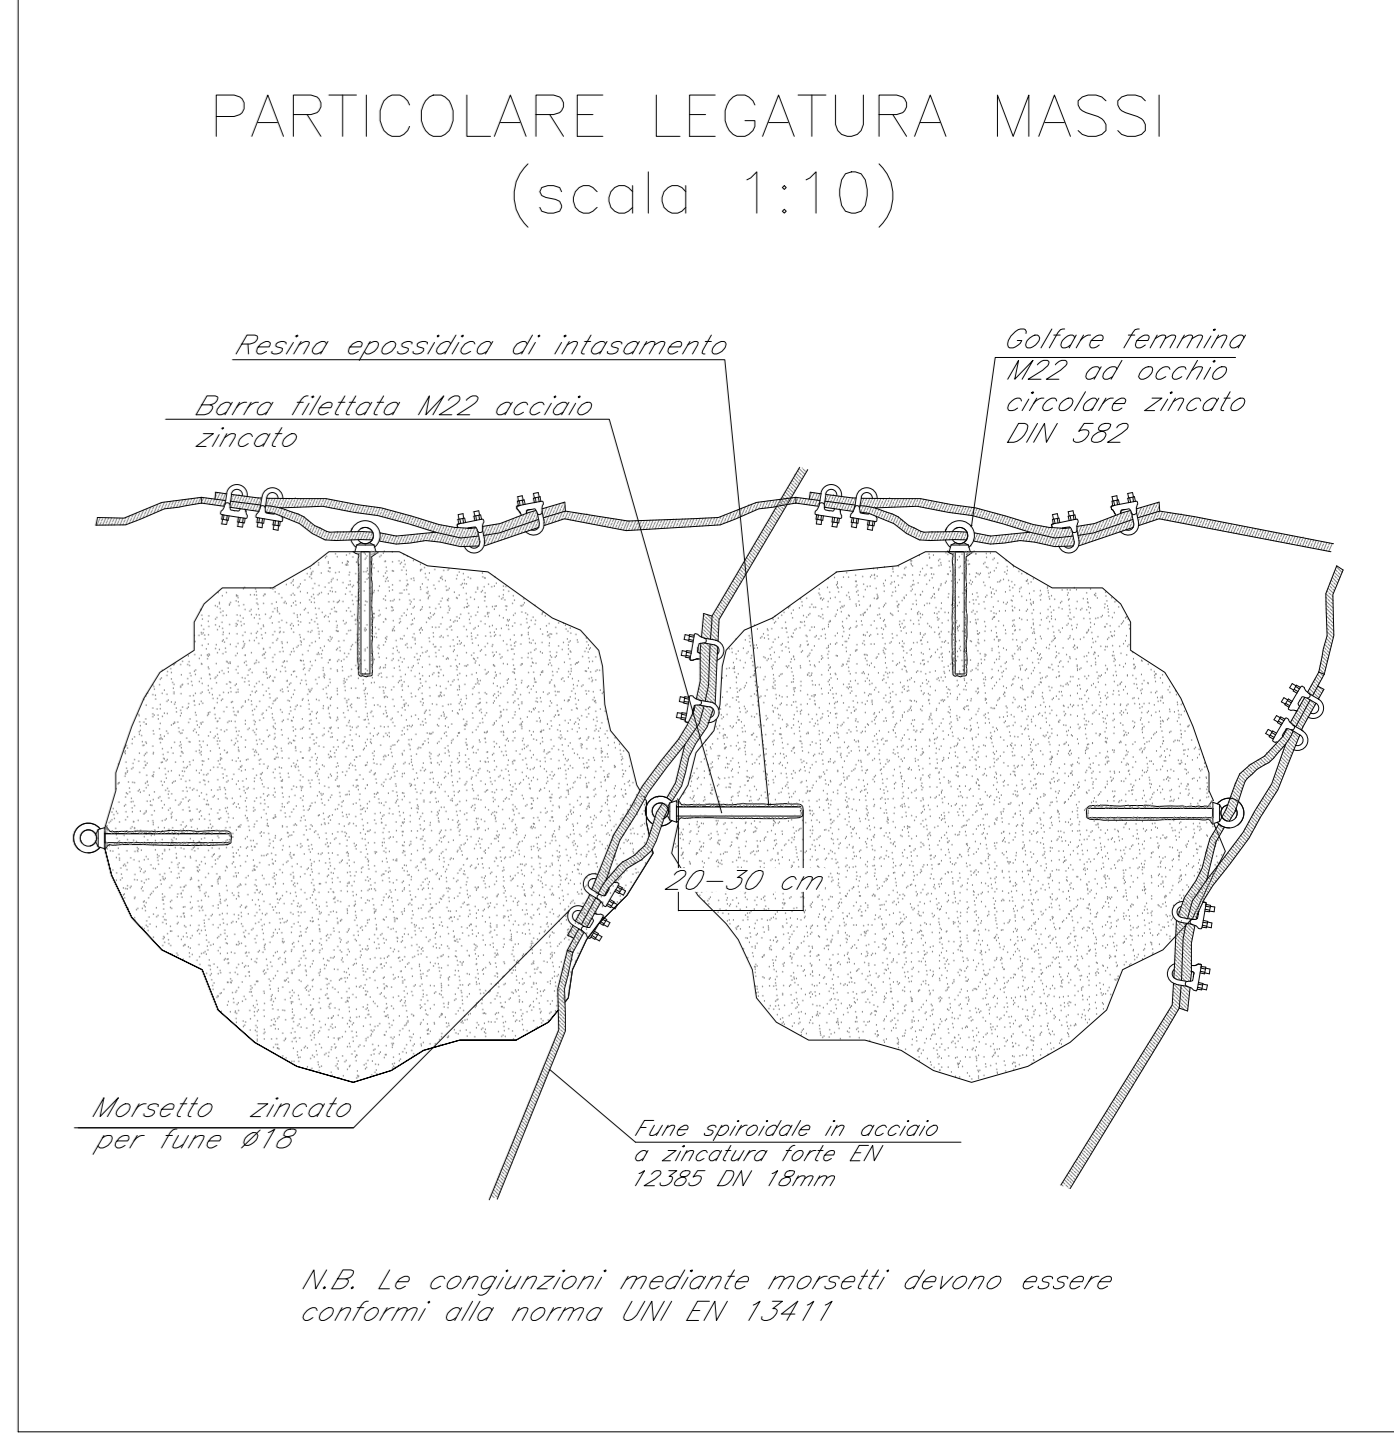 PARTICOLARE LEGATURA MASSI
(scala 1:10)
Resina epossidica di intasamento
Barra filettata M22 acciaio
zincato
Golfare femmina
M22 ad occhio
circolare zincato
DIN 582
20-30 cm
Morsetto zincato
per fune ø18
Fune spiroidale in acciaio
a zincatura forte EN
12385 DN 18mm
N.B. Le congiunzioni mediante morsetti devono essere
conformi alla norma UNI EN 13411